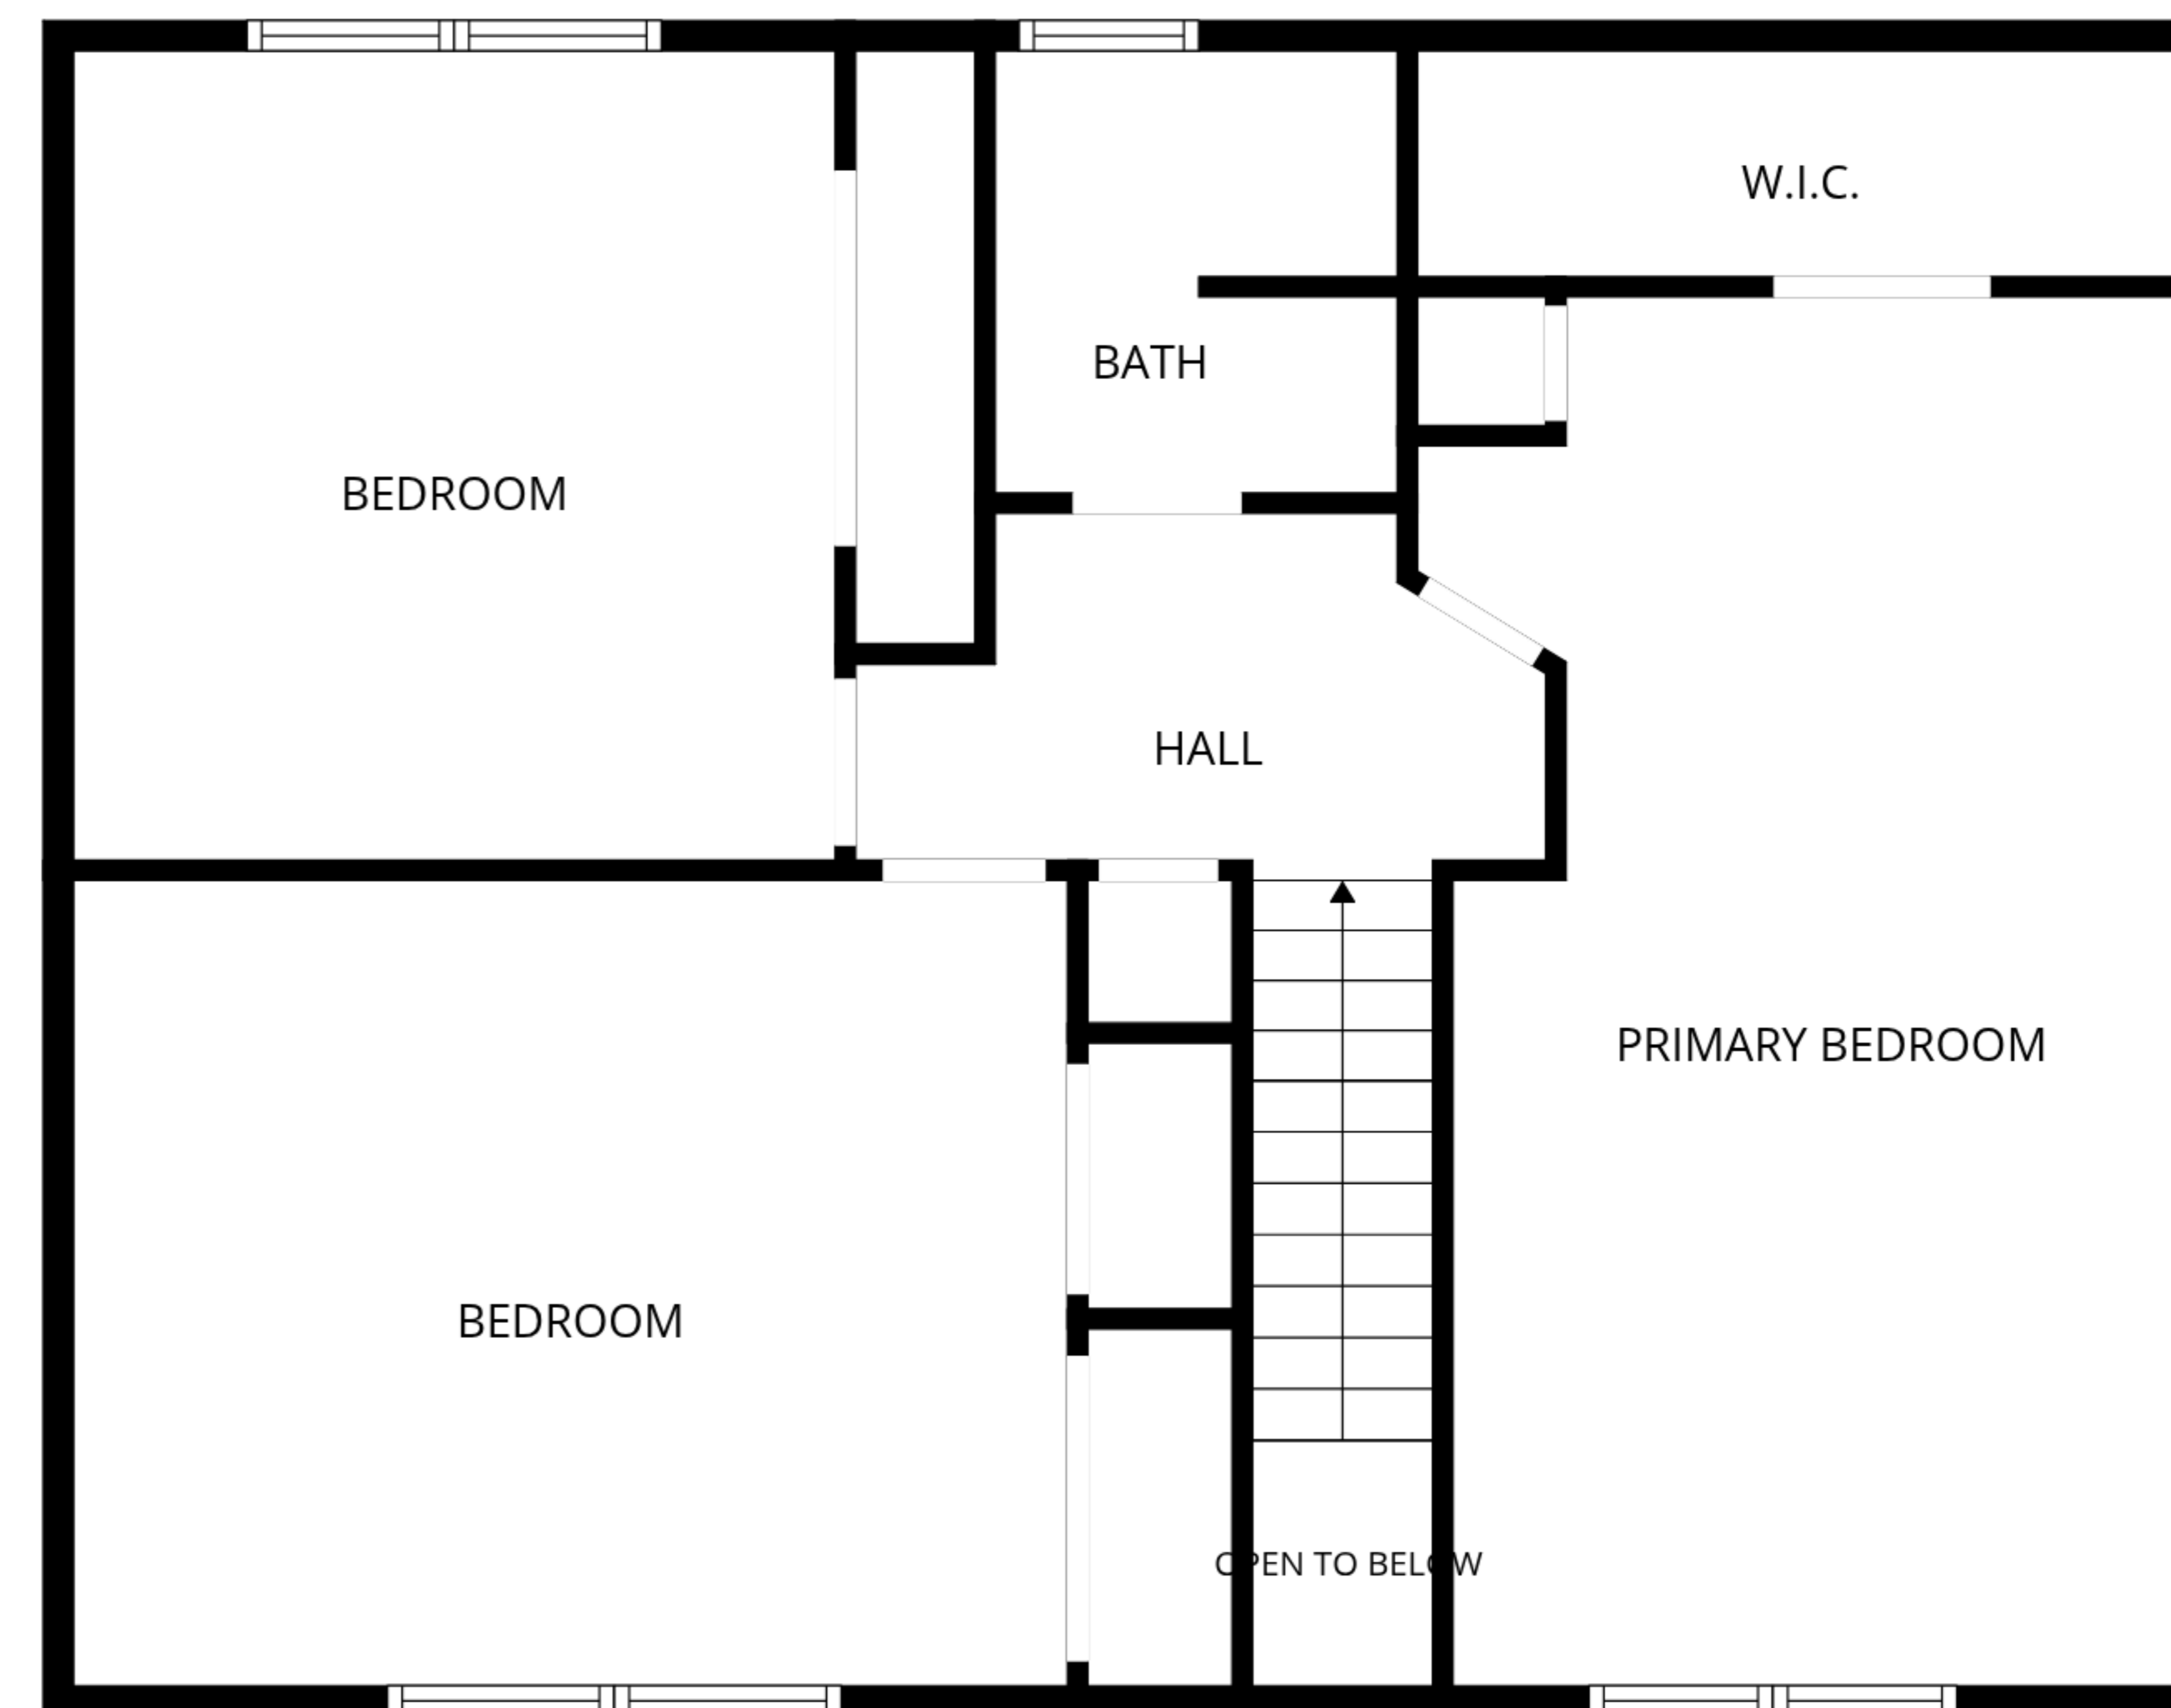 W.I.C.
BATH
BEDROOM
HALL
PRIMARY BEDROOM
BEDROOM
OPEN TO BELOW